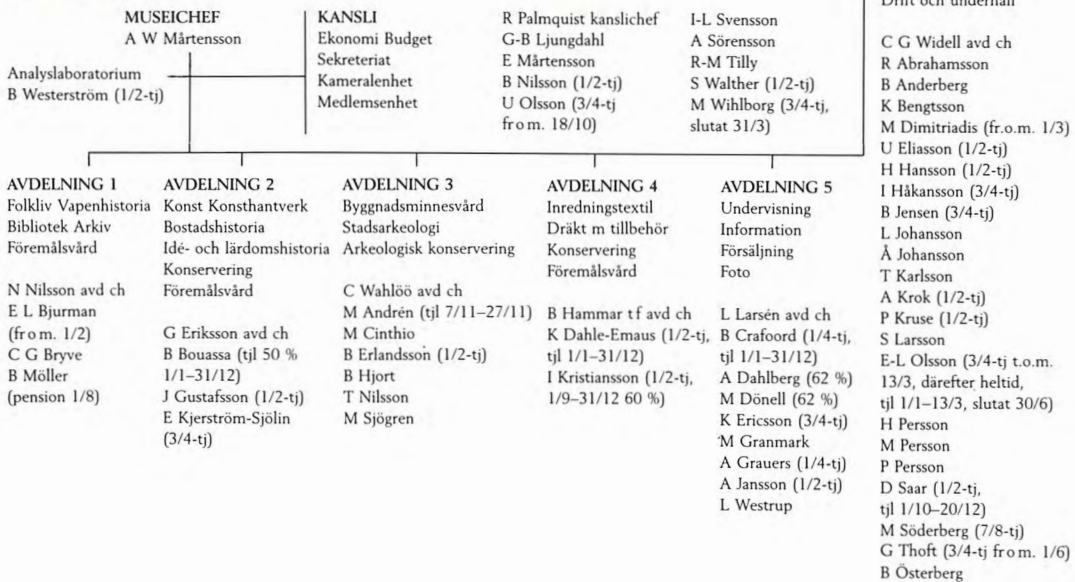 MUSEICHEF
A W Mårtensson
Analyslaboratorium
B Westerström (1/2-tj)
KANSLI
Ekonomi Budget
Sekreteriat
Kameralenhet
Medlemsenhet
R Palmquist kanslichef
G-B Ljungdahl
E Mårtensson
B Nilsson (1/2-tj)
U Olsson (3/4-tj
from. 18/10)
I-L Svensson
A Sörensson
R-M Tilly
S Walther (1/2-tj)
M Wihlborg (3/4-tj,
slutat 31/3)
Drift och underhåll
C G Widell avd ch
R Abrahamsson
B Anderberg
K Bengtsson
M Dimitriadis (fr.o.m. 1/3)
U Eliasson (1/2-tj)
H Hansson (1/2-tj)
I Håkansson (3/4-tj)
B Jensen (3/4-tj)
L Johansson
Å Johansson
T Karlsson
A Krok (1/2-tj)
P Kruse (1/2-tj)
S Larsson
E-L Olsson (3/4-tj t.o.m.
13/3, därefter heltid,
tjl 1/1–13/3, slutat 30/6)
H Persson
M Persson
P Persson
D Saar (1/2-tj,
tjl 1/10–20/12)
M Söderberg (7/8-tj)
G Thoft (3/4-tj from. 1/6)
B Österberg
AVDELNING 1
Folkliv Vapenhistoria
Bibliotek Arkiv
Föremålsvård
N Nilsson avd ch
E L Bjurman
(from. 1/2)
C G Bryve
B Möller
(pension 1/8)
AVDELNING 2
Konst Konsthantverk
Bostadshistoria
Idé- och lärdomshistoria
Konservering
Föremålsvård
G Eriksson avd ch
B Bouassa (tjl 50 %
1/1–31/12)
J Gustafsson (1/2-tj)
E Kjerström-Sjölin
(3/4-tj)
AVDELNING 3
Byggnadsminnesvård
Stadsarkeologi
Arkeologisk konservering
C Wahlöö avd ch
M Andrén (tjl 7/11–27/11)
M Cinthio
B Erlandsson (1/2-tj)
B Hjort
T Nilsson
M Sjögren
AVDELNING 4
Inredningstextil
Dräkt m tillbehör
Konservering
Föremålsvård
B Hammar tf avd ch
K Dahle-Emaus (1/2-tj,
tjl 1/1–31/12)
I Kristiansson (1/2-tj,
1/9–31/12 60 %)
AVDELNING 5
Undervisning
Information
Försäljning
Foto
L Larsén avd ch
B Crafoord (1/4-tj,
tjl 1/1–31/12)
A Dahlberg (62 %)
M Dönell (62 %)
K Ericsson (3/4-tj)
M Granmark
A Grauers (1/4-tj)
A Jansson (1/2-tj)
L Westrup